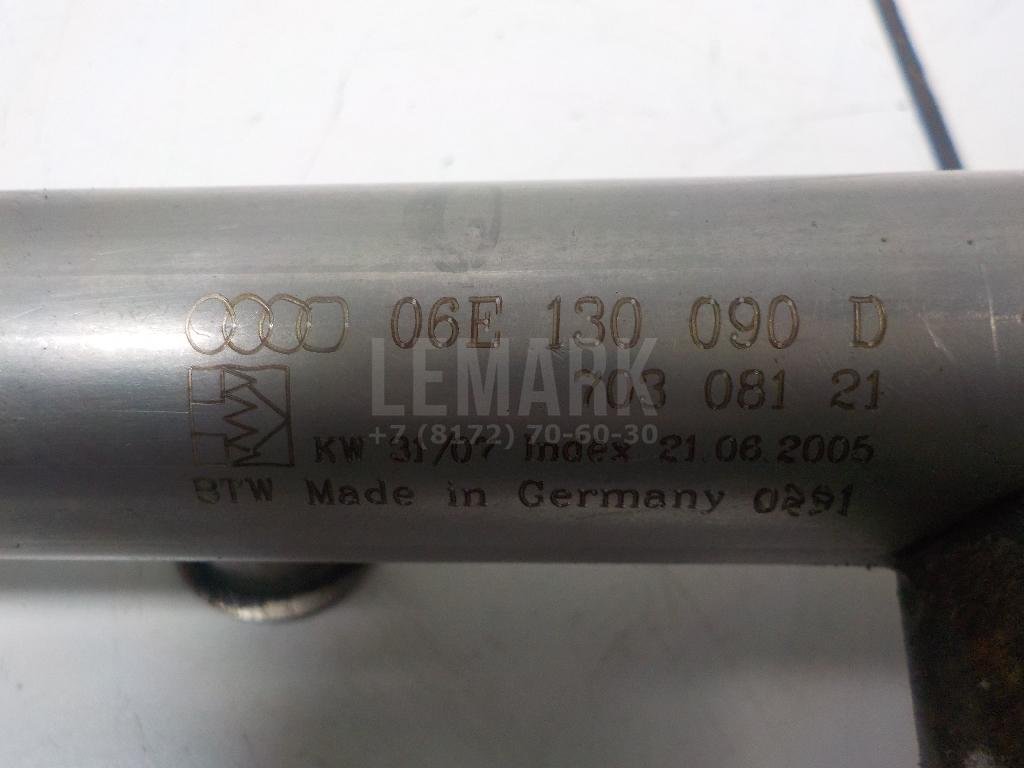 06E 130 090 D
703 081 21
KW 31/07 Index 21.06.2005
BTW Made in Germany 0291
LEMARK
+7 (8172) 70-60-30